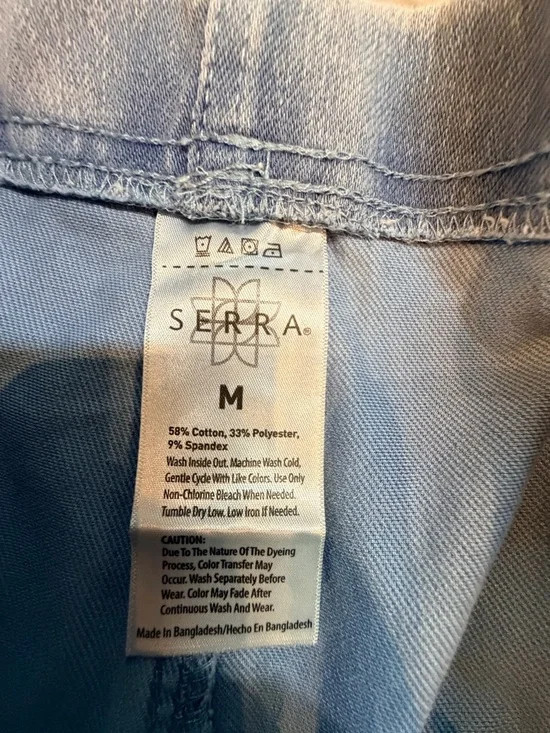 SERRA®
M
58% Cotton, 33% Polyester,
9% Spandex
Wash Inside Out. Machine Wash Cold,
Gentle Cycle With Like Colors. Use Only
Non-Chlorine Bleach When Needed.
Tumble Dry Low. Low Iron If Needed.
CAUTION:
Due To The Nature Of The Dyeing
Process, Color Transfer May
Occur. Wash Separately Before
Wear. Color May Fade After
Continuous Wash And Wear.
Made In Bangladesh/Hecho En Bangladesh